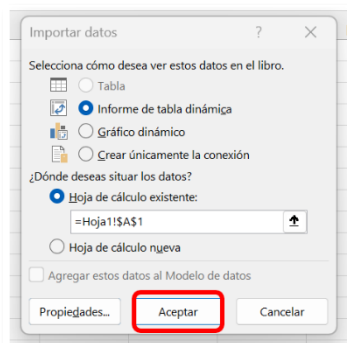 Importar datos ? ×
Selecciona cómo desea ver estos datos en el libro.
Tabla
Informe de tabla dinámica
Gráfico dinámico
Crear únicamente la conexión
¿Dónde deseas situar los datos?
Hoja de cálculo existente:
=Hoja1!$A$1
Hoja de cálculo nueva
Agregar estos datos al Modelo de datos
Propiedades... Aceptar Cancelar